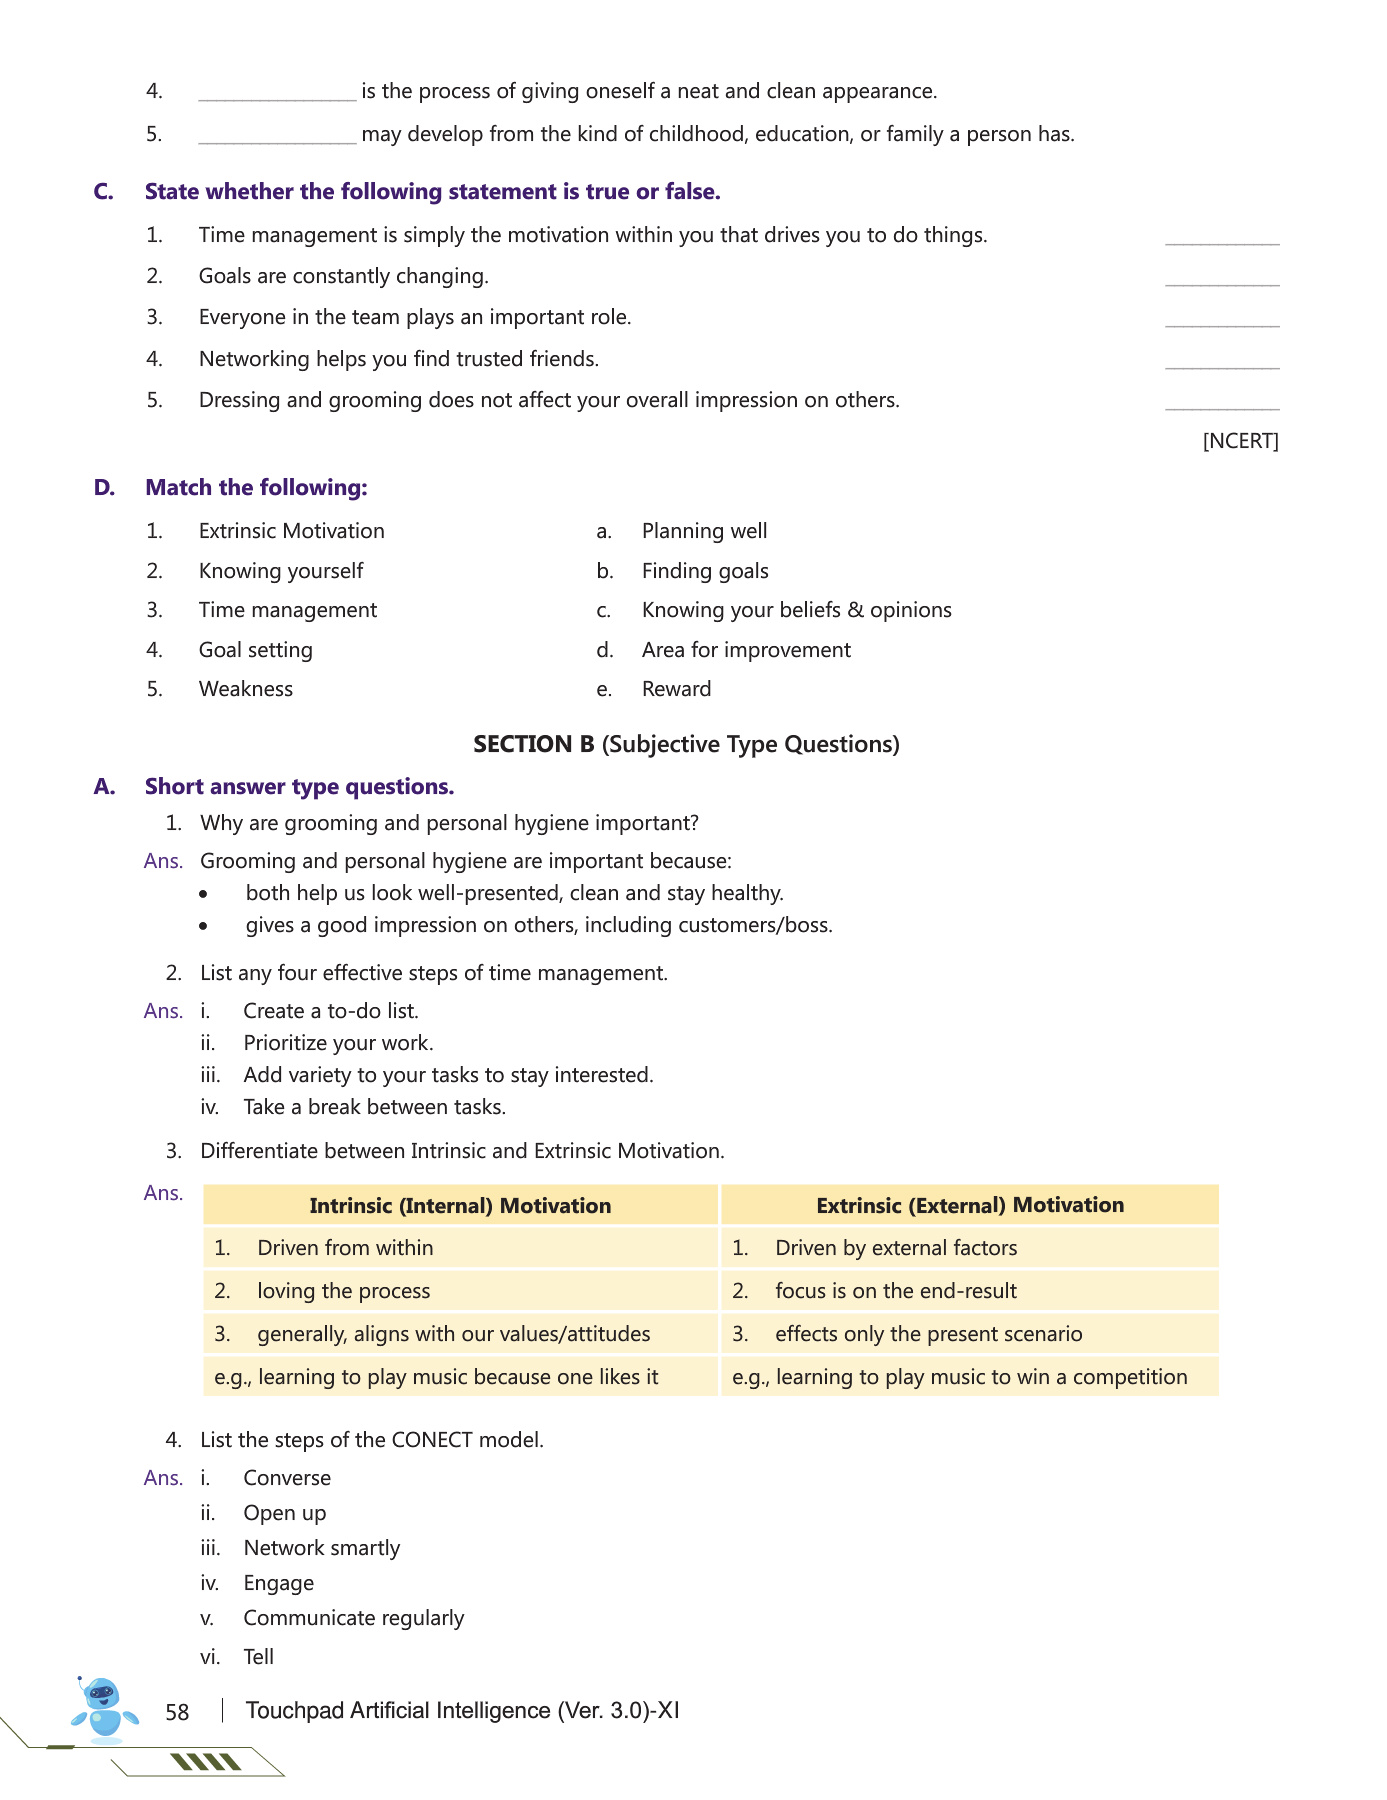 4. ______________ is the process of giving oneself a neat and clean appearance.
5. ______________ may develop from the kind of childhood, education, or family a person has.
C. State whether the following statement is true or false.
1. Time management is simply the motivation within you that drives you to do things. __________
2. Goals are constantly changing. __________
3. Everyone in the team plays an important role. __________
4. Networking helps you find trusted friends. __________
5. Dressing and grooming does not affect your overall impression on others. __________
[NCERT]
D. Match the following:
1. Extrinsic Motivation a. Planning well
2. Knowing yourself b. Finding goals
3. Time management c. Knowing your beliefs & opinions
4. Goal setting d. Area for improvement
5. Weakness e. Reward
SECTION B (Subjective Type Questions)
A. Short answer type questions.
1. Why are grooming and personal hygiene important?
Ans. Grooming and personal hygiene are important because:
• both help us look well-presented, clean and stay healthy.
• gives a good impression on others, including customers/boss.
2. List any four effective steps of time management.
Ans. i. Create a to-do list.
ii. Prioritize your work.
iii. Add variety to your tasks to stay interested.
iv. Take a break between tasks.
3. Differentiate between Intrinsic and Extrinsic Motivation.
Ans. Intrinsic (Internal) Motivation Extrinsic (External) Motivation
1. Driven from within 1. Driven by external factors
2. loving the process 2. focus is on the end-result
3. generally, aligns with our values/attitudes 3. effects only the present scenario
e.g., learning to play music because one likes it e.g., learning to play music to win a competition
4. List the steps of the CONECT model.
Ans. i. Converse
ii. Open up
iii. Network smartly
iv. Engage
v. Communicate regularly
vi. Tell
58 Touchpad Artificial Intelligence (Ver. 3.0)-XI